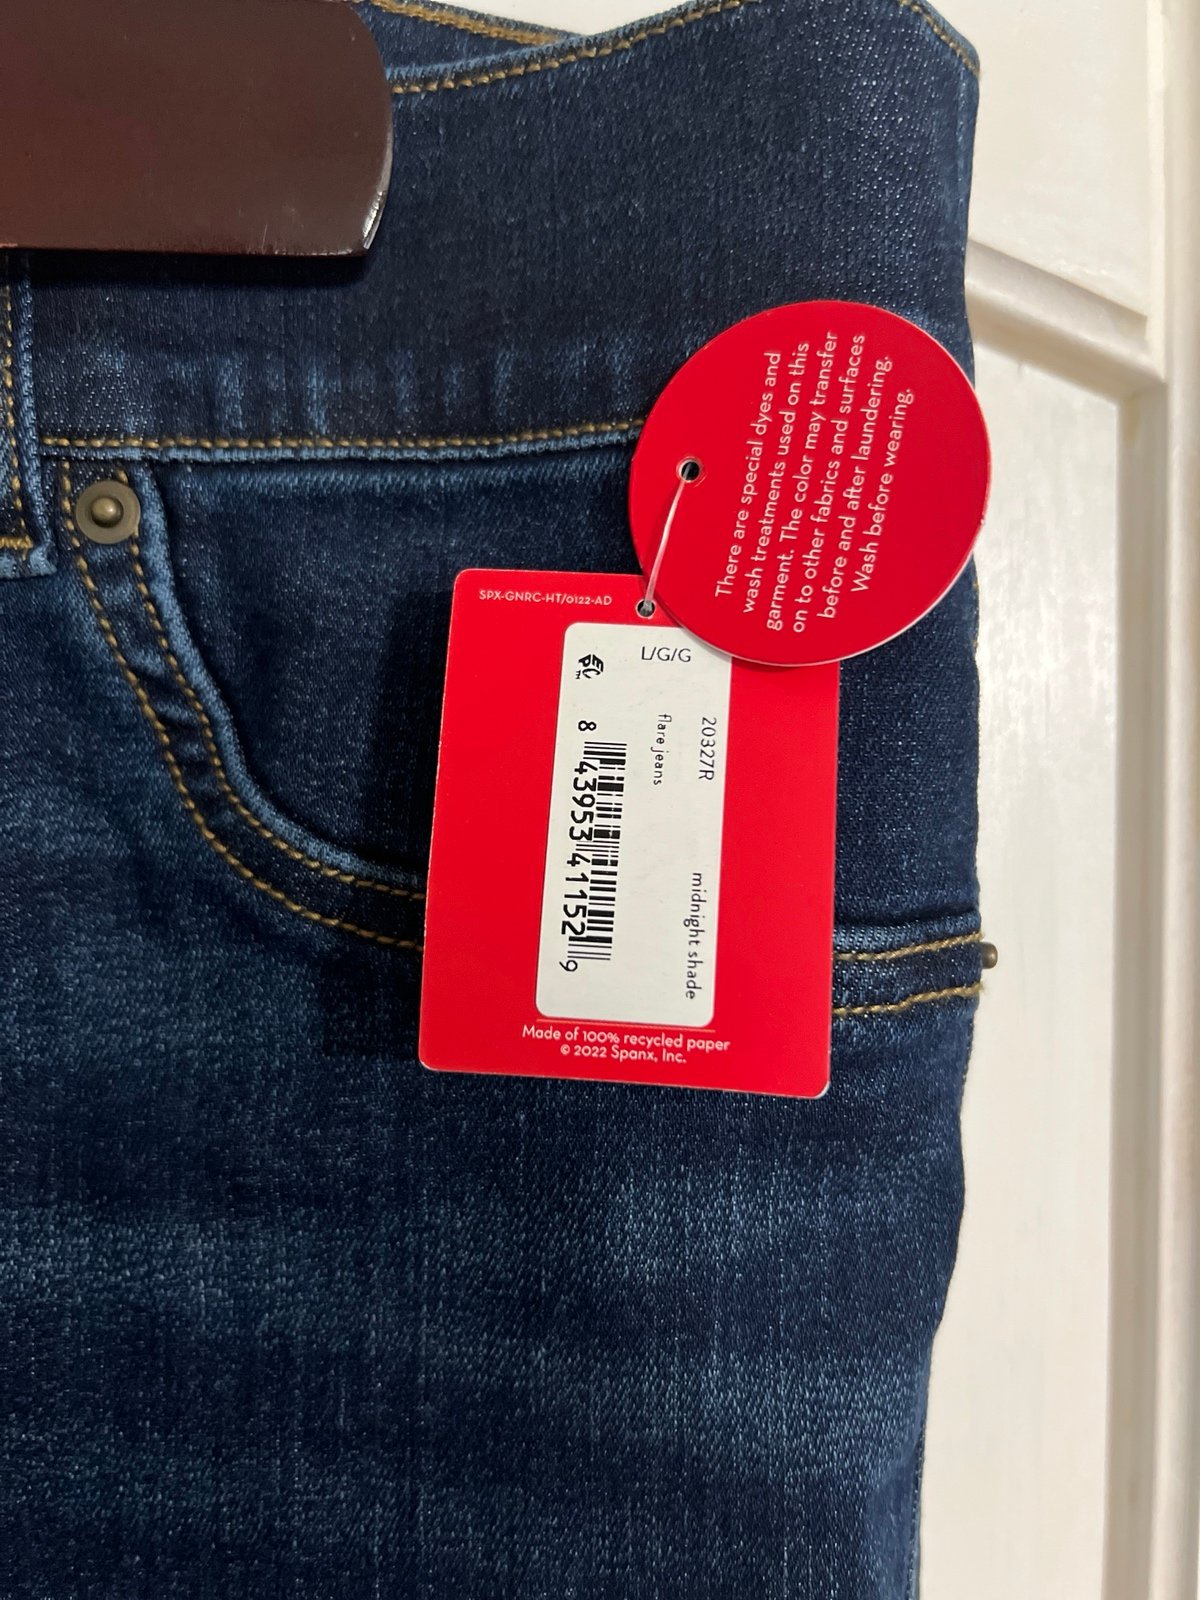 There are special dyes and
wash treatments used on this
garment. The color may transfer
on to other fabrics and surfaces
before and after laundering.
Wash before wearing.
SPX-GNRC-HT/0122-AD
L/G/G
20327R
midnight shade
flare jeans
EPC™
8 43953 41152 9
Made of 100% recycled paper
© 2022 Spanx, Inc.